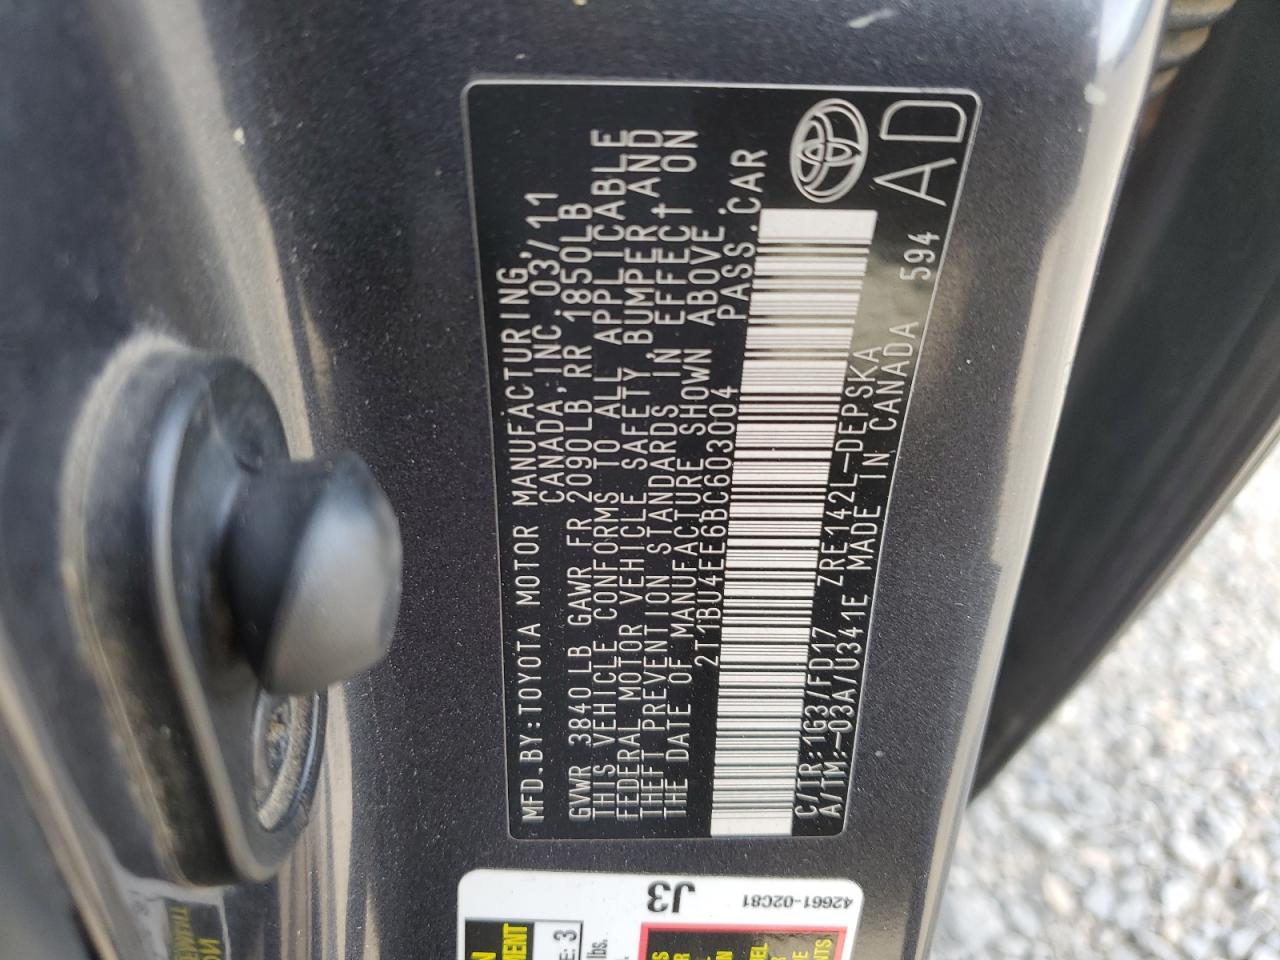 MFD.BY:TOYOTA MOTOR MANUFACTURING,
CANADA,INC. 03/11
GVWR 3840LB GAWR FR 2090LB, RR 1850LB
THIS VEHICLE CONFORMS TO ALL APPLICABLE
FEDERAL MOTOR VEHICLE SAFETY, BUMPER, AND
THEFT PREVENTION STANDARDS IN EFFECT ON
THE DATE OF MANUFACTURE SHOWN ABOVE.
2T1BU4EE6BC603004 PASS.CAR
C/TR:1G3/FD17 ZRE142L-DEPSKA
A/TM:-03A/U341E MADE IN CANADA 594
AD
J3
42661-02C81